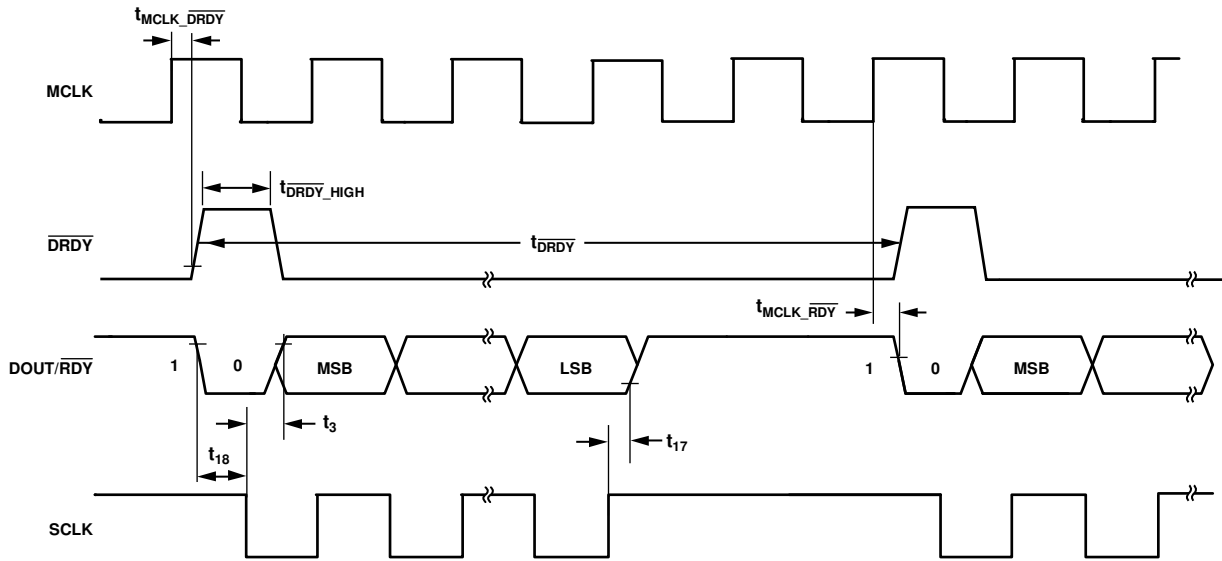 tMCLK_DRDY
MCLK
tDRDY_HIGH
DRDY
tDRDY
tMCLK_RDY
DOUT/RDY
1
0
MSB
LSB
1
0
MSB
t3
t17
t18
SCLK